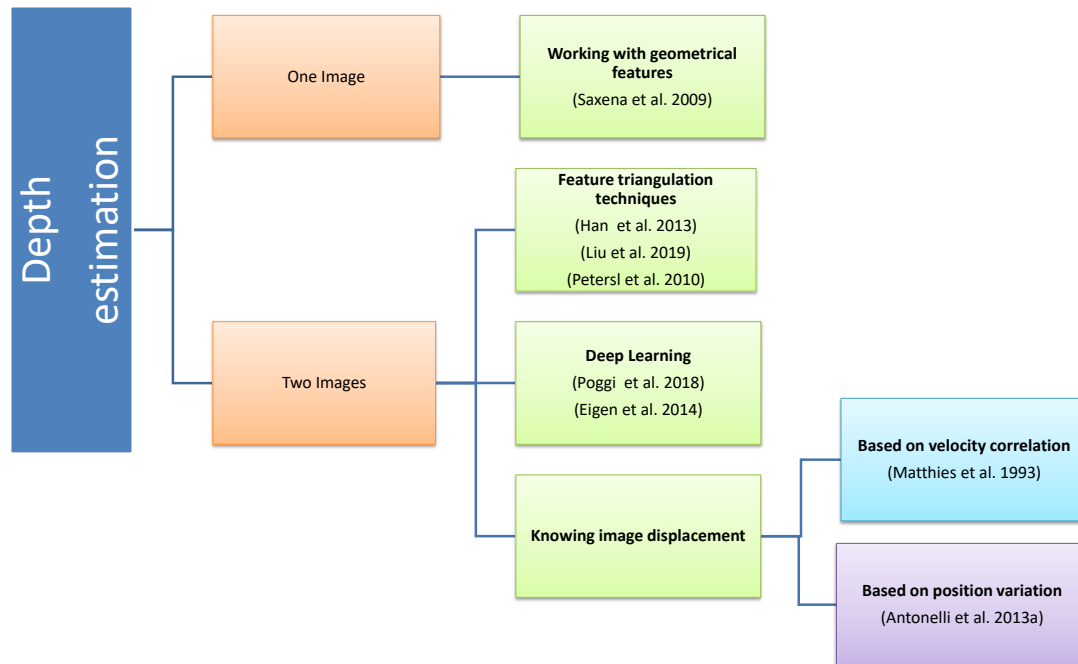 Depth
estimation
One Image
Working with geometrical
features
(Saxena et al. 2009)
Two Images
Feature triangulation
techniques
(Han et al. 2013)
(Liu et al. 2019)
(Petersl et al. 2010)
Deep Learning
(Poggi et al. 2018)
(Eigen et al. 2014)
Knowing image displacement
Based on velocity correlation
(Matthies et al. 1993)
Based on position variation
(Antonelli et al. 2013a)